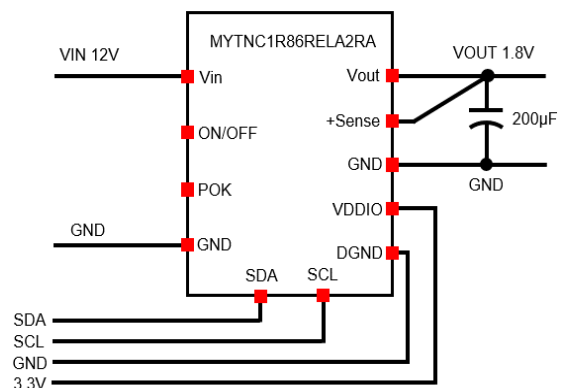 MYTNC1R86RELA2RA
VIN 12V
Vin
Vout
VOUT 1.8V
ON/OFF
+Sense
200µF
POK
GND
GND
VDDIO
GND
GND
DGND
SDA
SCL
SDA
SCL
GND
3.3V